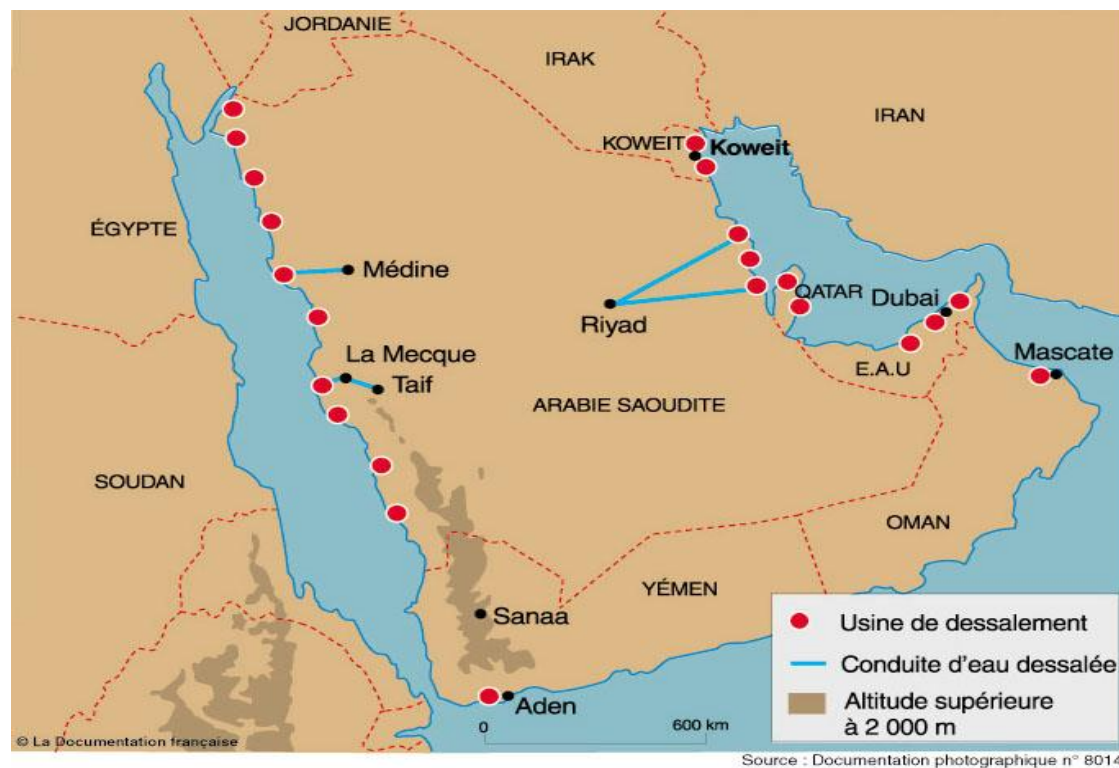 JORDANIE
IRAK
IRAN
KOWEIT
Koweit
ÉGYPTE
Médine
QATAR
Dubai
Riyad
La Mecque
Taif
E.A.U
Mascate
ARABIE SAOUDITE
SOUDAN
OMAN
YÉMEN
Sanaa
Aden
0
600 km
Usine de dessalement
Conduite d'eau dessalée
Altitude supérieure
à 2 000 m
© La Documentation française
Source : Documentation photographique n° 8014